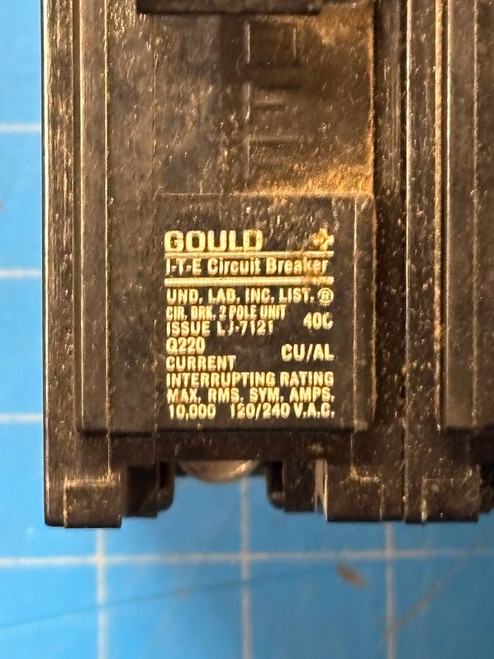 GOULD
I-T-E Circuit Breaker
UND. LAB. INC. LIST. ®
CIR. BRK. 2 POLE UNIT
40C
ISSUE LJ-7121
Q220
CU/AL
CURRENT
INTERRUPTING RATING
MAX. RMS. SYM. AMPS.
10,000 120/240 V.A.C.